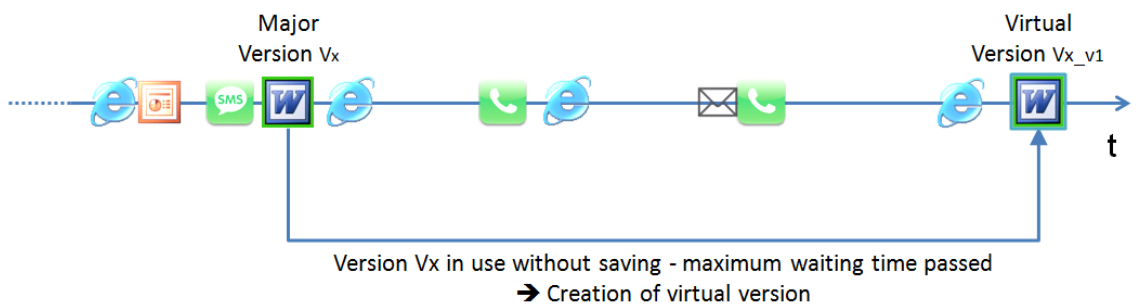 Major
Version Vx
Virtual
Version Vx_v1
SMS
W
W
t
Version Vx in use without saving - maximum waiting time passed
➔ Creation of virtual version